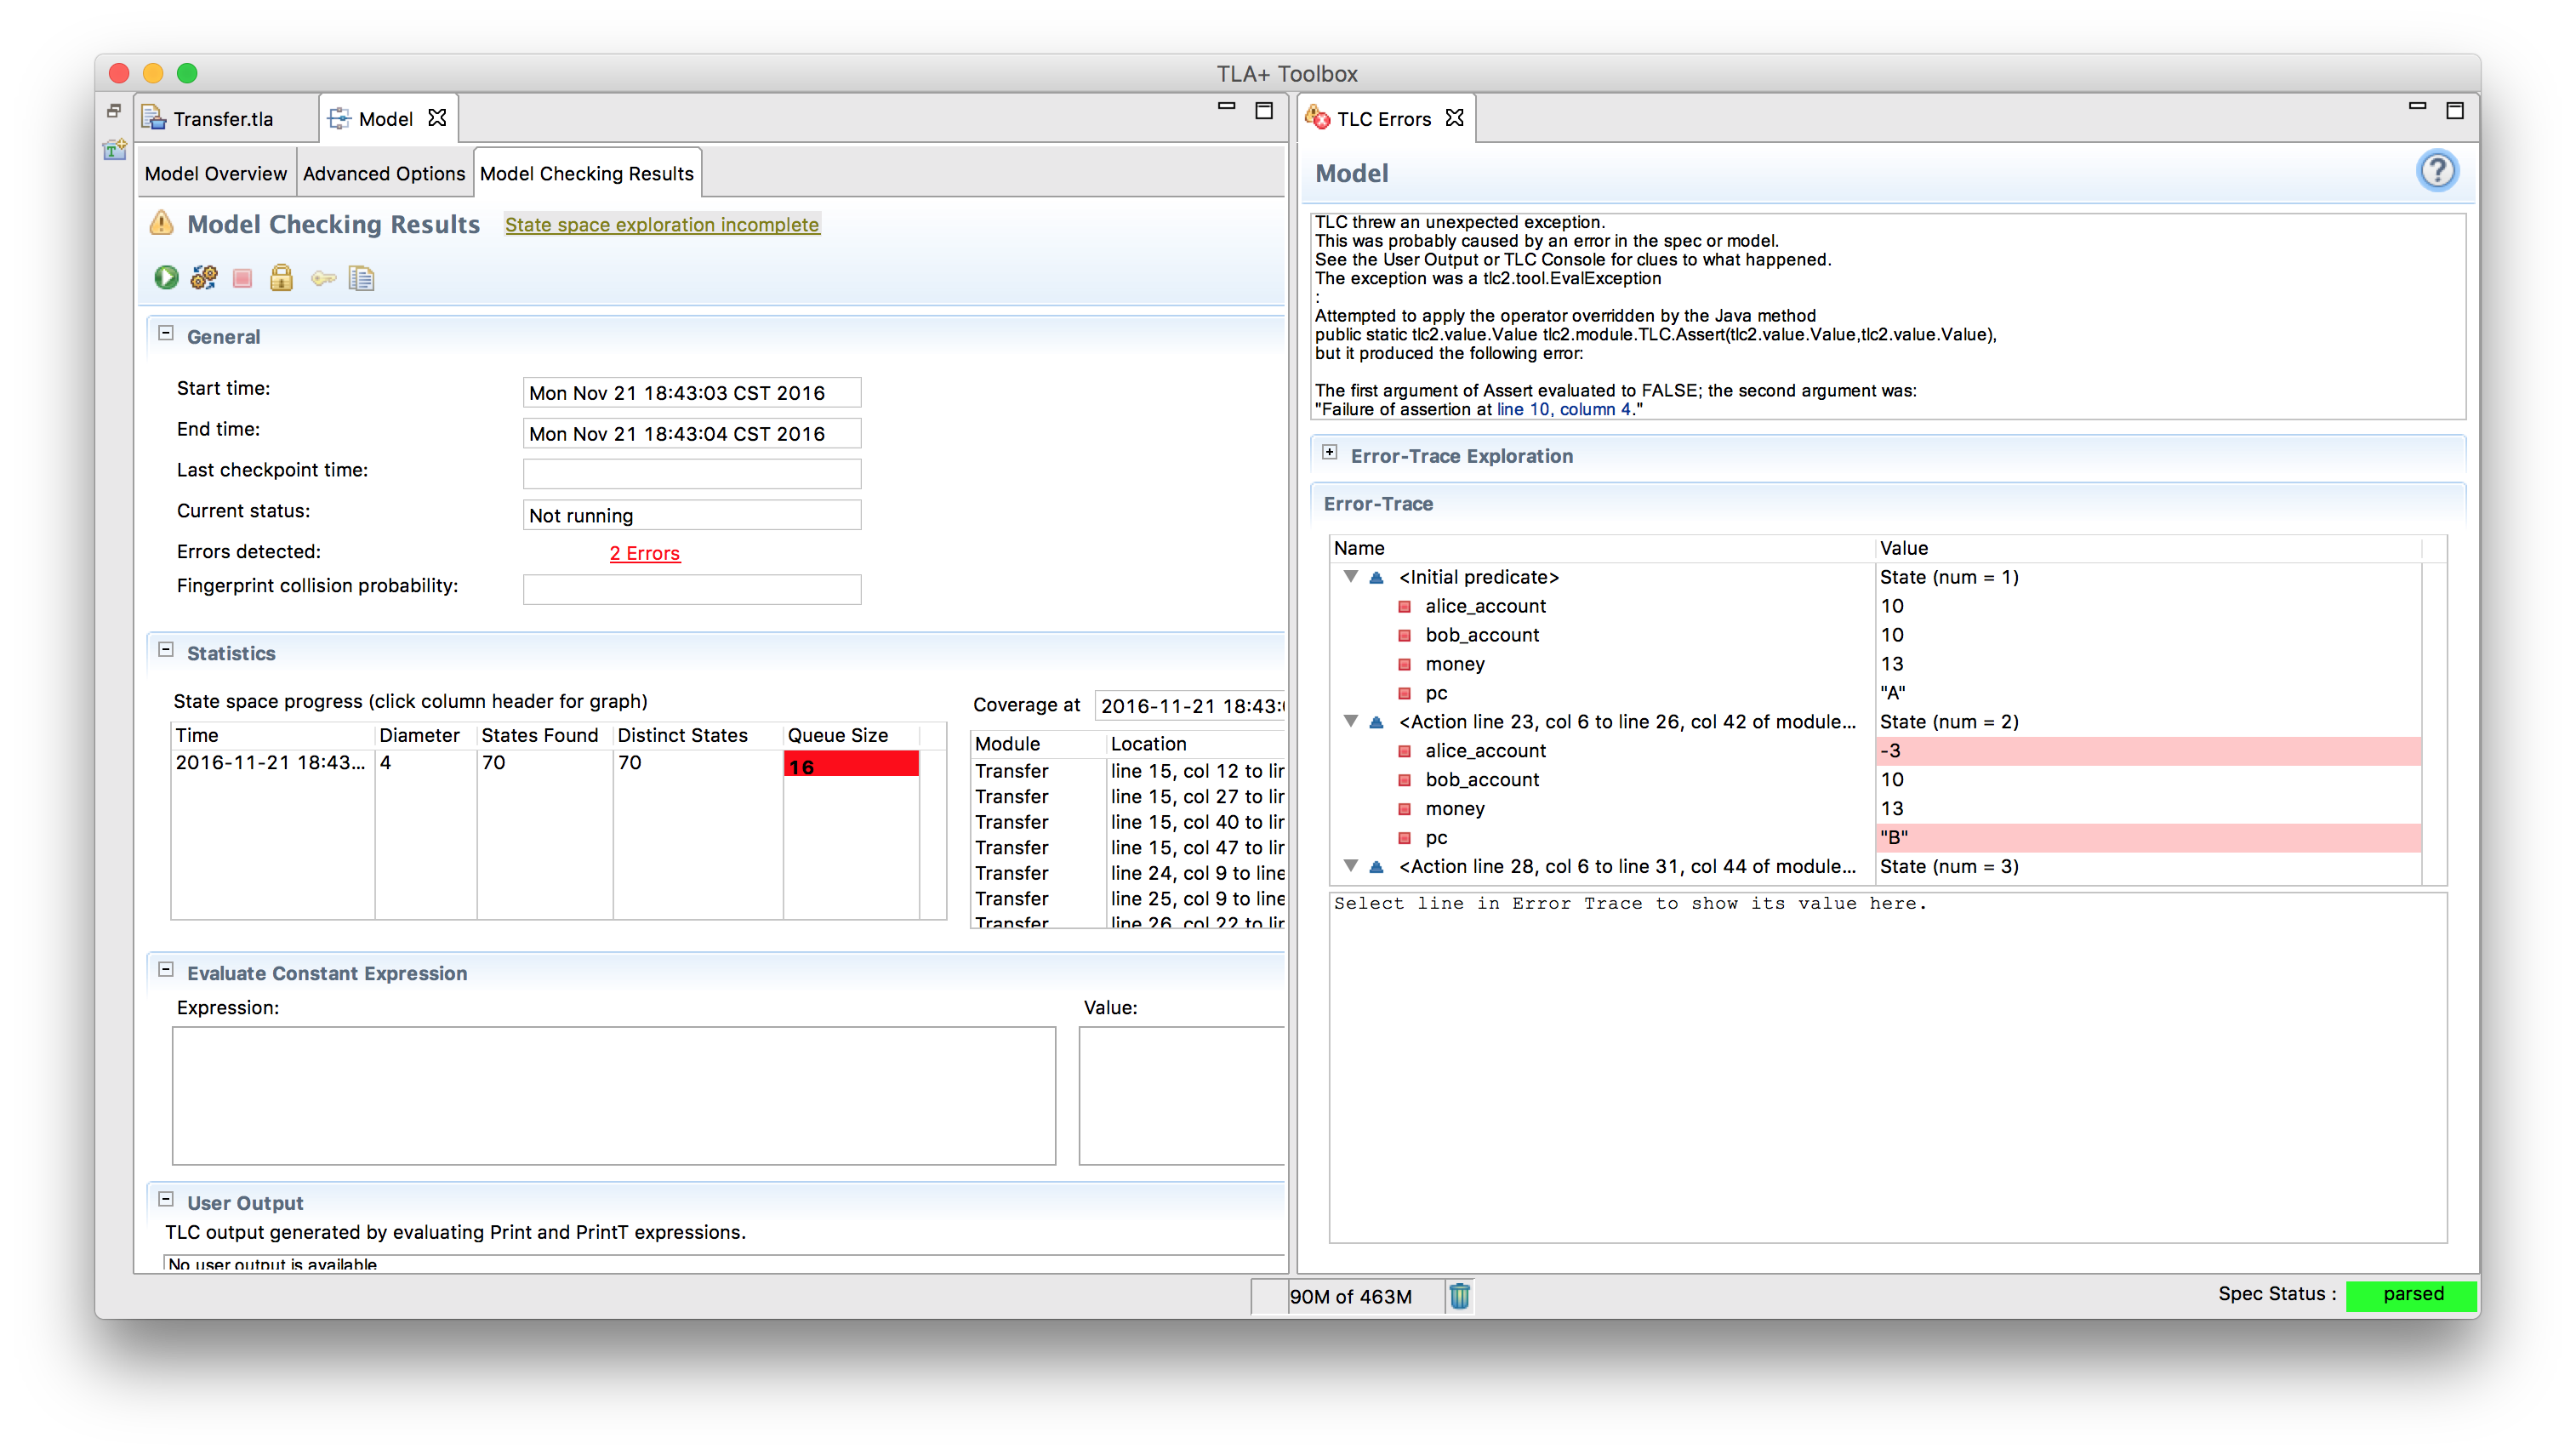 TLA+ Toolbox
Transfer.tla
Model
Model Overview
Advanced Options
Model Checking Results
Model Checking Results
State space exploration incomplete
General
Start time:
Mon Nov 21 18:43:03 CST 2016
End time:
Mon Nov 21 18:43:04 CST 2016
Last checkpoint time:
Current status:
Not running
Errors detected:
2 Errors
Fingerprint collision probability:
Statistics
State space progress (click column header for graph)
Time Diameter States Found Distinct States Queue Size
2016-11-21 18:43... 4 70 70 16
Coverage at 2016-11-21 18:43:
Module Location
Transfer line 15, col 12 to lin
Transfer line 15, col 27 to lin
Transfer line 15, col 40 to lin
Transfer line 15, col 47 to lin
Transfer line 24, col 9 to line
Transfer line 25, col 9 to line
Transfer line 26, col 22 to lin
Evaluate Constant Expression
Expression:
Value:
User Output
TLC output generated by evaluating Print and PrintT expressions.
No user output is available
TLC Errors
Model
TLC threw an unexpected exception.
This was probably caused by an error in the spec or model.
See the User Output or TLC Console for clues to what happened.
The exception was a tlc2.tool.EvalException
:
Attempted to apply the operator overridden by the Java method
public static tlc2.value.Value tlc2.module.TLC.Assert(tlc2.value.Value,tlc2.value.Value),
but it produced the following error:
The first argument of Assert evaluated to FALSE; the second argument was:
"Failure of assertion at line 10, column 4."
Error-Trace Exploration
Error-Trace
Name Value
<Initial predicate> State (num = 1)
alice_account 10
bob_account 10
money 13
pc "A"
<Action line 23, col 6 to line 26, col 42 of module... State (num = 2)
alice_account -3
bob_account 10
money 13
pc "B"
<Action line 28, col 6 to line 31, col 44 of module... State (num = 3)
Select line in Error Trace to show its value here.
90M of 463M
Spec Status : parsed